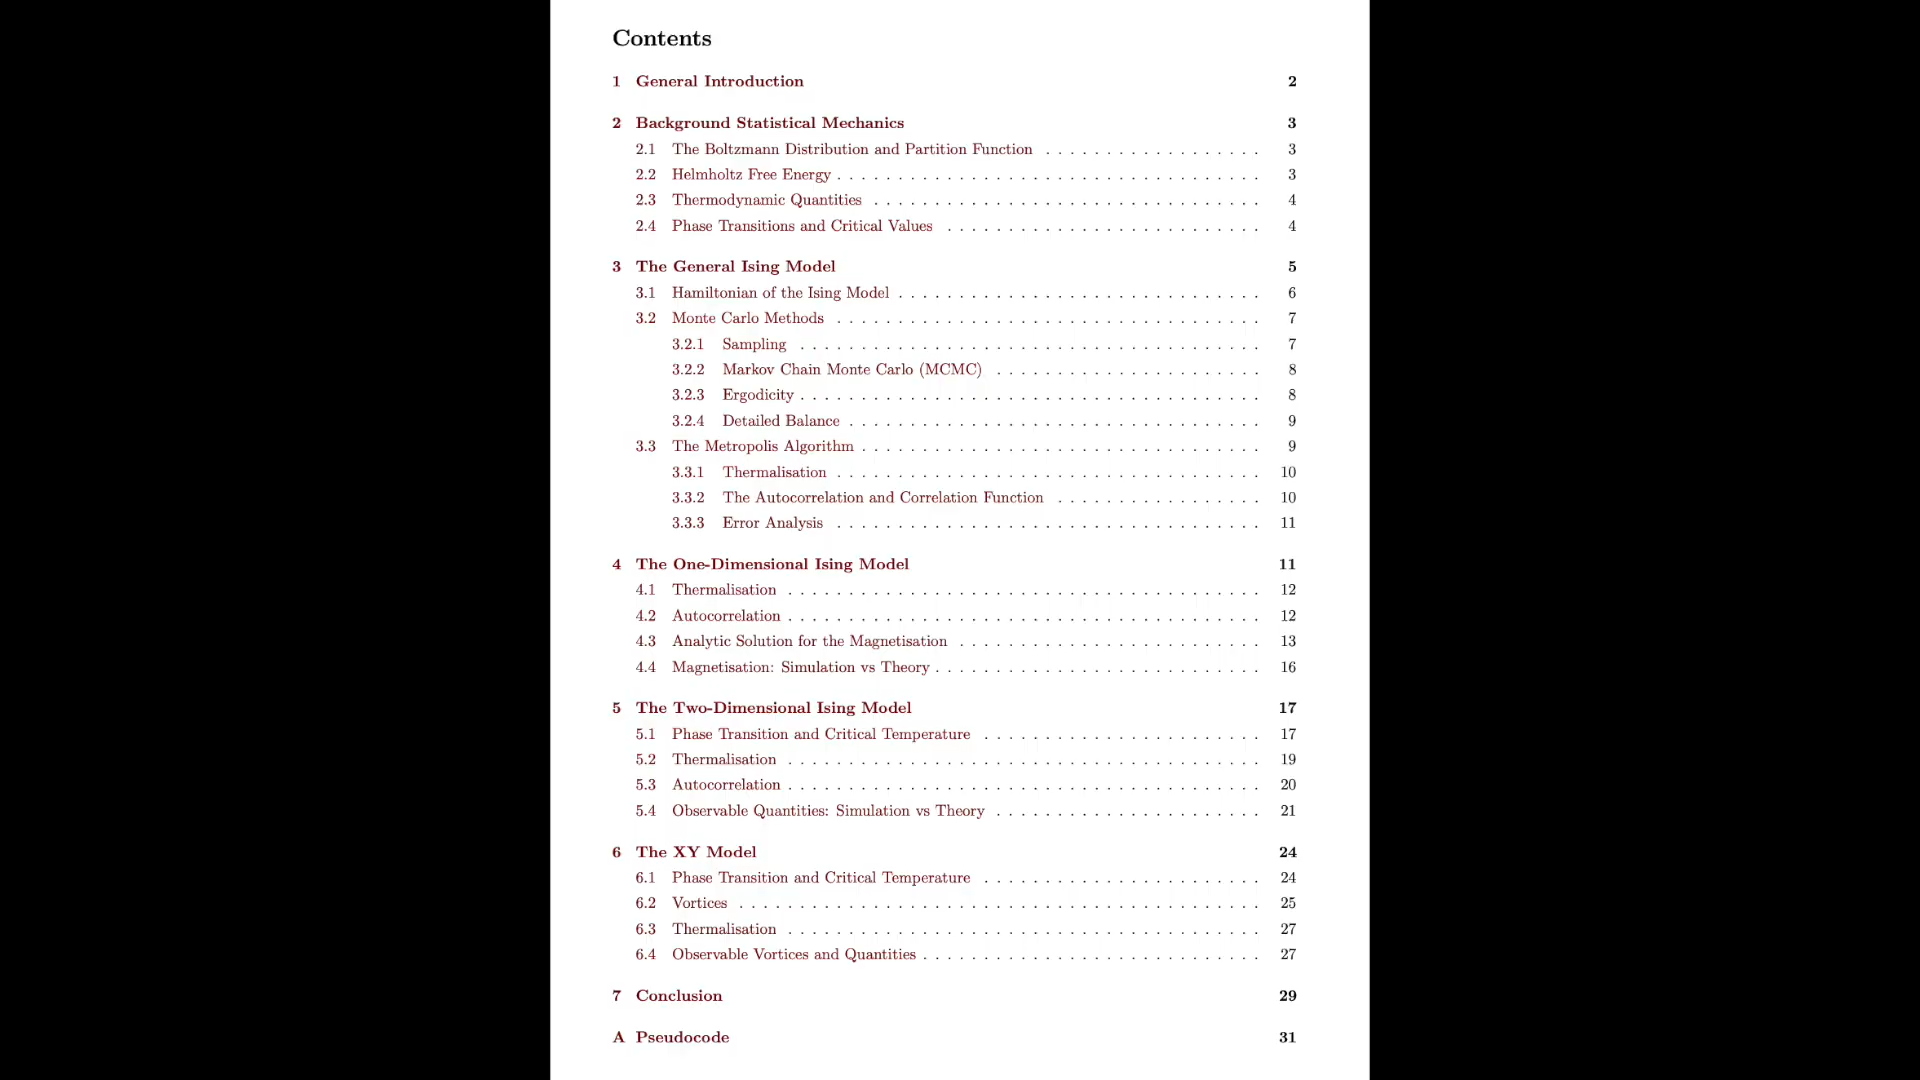 Contents
1 General Introduction 2
2 Background Statistical Mechanics 3
2.1 The Boltzmann Distribution and Partition Function . . . . . . . . . . . . . . . . . . 3
2.2 Helmholtz Free Energy . . . . . . . . . . . . . . . . . . . . . . . . . . . . . . . . . . . 3
2.3 Thermodynamic Quantities . . . . . . . . . . . . . . . . . . . . . . . . . . . . . . . . 4
2.4 Phase Transitions and Critical Values . . . . . . . . . . . . . . . . . . . . . . . . . . 4
3 The General Ising Model 5
3.1 Hamiltonian of the Ising Model . . . . . . . . . . . . . . . . . . . . . . . . . . . . . . 6
3.2 Monte Carlo Methods . . . . . . . . . . . . . . . . . . . . . . . . . . . . . . . . . . . 7
3.2.1 Sampling . . . . . . . . . . . . . . . . . . . . . . . . . . . . . . . . . . . . . . 7
3.2.2 Markov Chain Monte Carlo (MCMC) . . . . . . . . . . . . . . . . . . . . . . 8
3.2.3 Ergodicity . . . . . . . . . . . . . . . . . . . . . . . . . . . . . . . . . . . . . . 8
3.2.4 Detailed Balance . . . . . . . . . . . . . . . . . . . . . . . . . . . . . . . . . . 9
3.3 The Metropolis Algorithm . . . . . . . . . . . . . . . . . . . . . . . . . . . . . . . . . 9
3.3.1 Thermalisation . . . . . . . . . . . . . . . . . . . . . . . . . . . . . . . . . . . 10
3.3.2 The Autocorrelation and Correlation Function . . . . . . . . . . . . . . . . . 10
3.3.3 Error Analysis . . . . . . . . . . . . . . . . . . . . . . . . . . . . . . . . . . . 11
4 The One-Dimensional Ising Model 11
4.1 Thermalisation . . . . . . . . . . . . . . . . . . . . . . . . . . . . . . . . . . . . . . . 12
4.2 Autocorrelation . . . . . . . . . . . . . . . . . . . . . . . . . . . . . . . . . . . . . . . 12
4.3 Analytic Solution for the Magnetisation . . . . . . . . . . . . . . . . . . . . . . . . . 13
4.4 Magnetisation: Simulation vs Theory . . . . . . . . . . . . . . . . . . . . . . . . . . . 16
5 The Two-Dimensional Ising Model 17
5.1 Phase Transition and Critical Temperature . . . . . . . . . . . . . . . . . . . . . . . 17
5.2 Thermalisation . . . . . . . . . . . . . . . . . . . . . . . . . . . . . . . . . . . . . . . 19
5.3 Autocorrelation . . . . . . . . . . . . . . . . . . . . . . . . . . . . . . . . . . . . . . . 20
5.4 Observable Quantities: Simulation vs Theory . . . . . . . . . . . . . . . . . . . . . . 21
6 The XY Model 24
6.1 Phase Transition and Critical Temperature . . . . . . . . . . . . . . . . . . . . . . . 24
6.2 Vortices . . . . . . . . . . . . . . . . . . . . . . . . . . . . . . . . . . . . . . . . . . . 25
6.3 Thermalisation . . . . . . . . . . . . . . . . . . . . . . . . . . . . . . . . . . . . . . . 27
6.4 Observable Vortices and Quantities . . . . . . . . . . . . . . . . . . . . . . . . . . . . 27
7 Conclusion 29
A Pseudocode 31